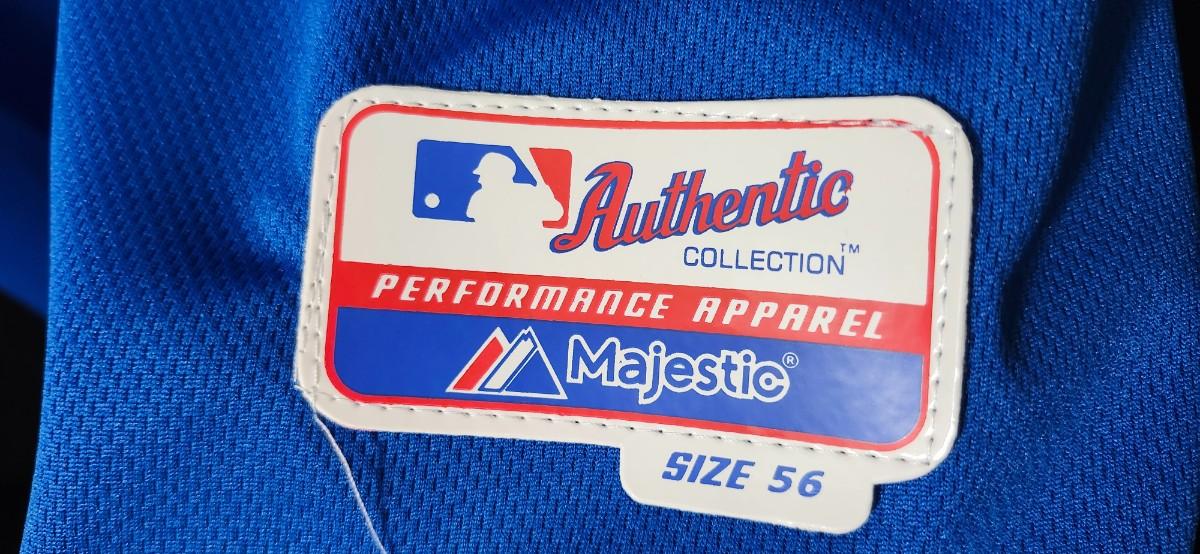 Authentic
COLLECTION™
PERFORMANCE APPAREL
Majestic®
SIZE 56